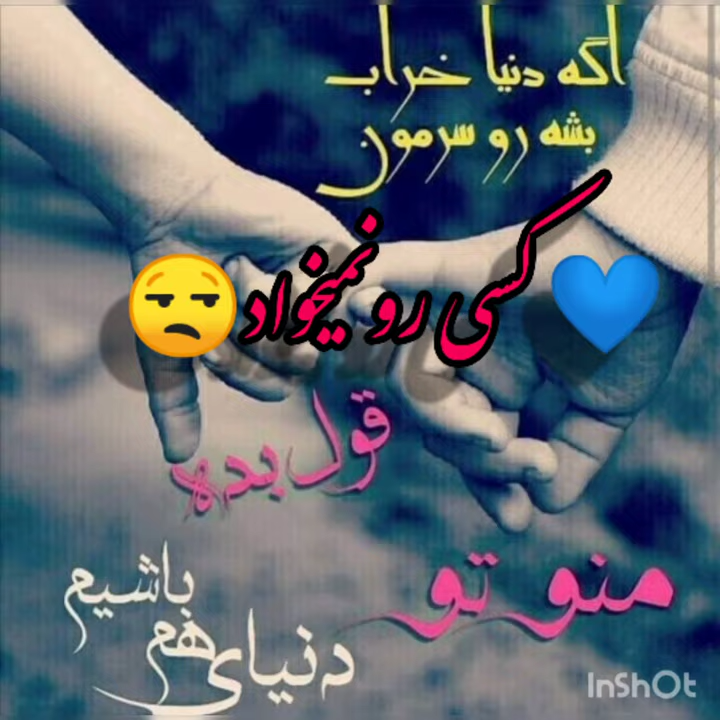 اگه دنیا خراب
بشه رو سرمون
💙کسی رو نمیخواد😒
قول بده
منو تو
باشیم
دنیای هم
InShOt